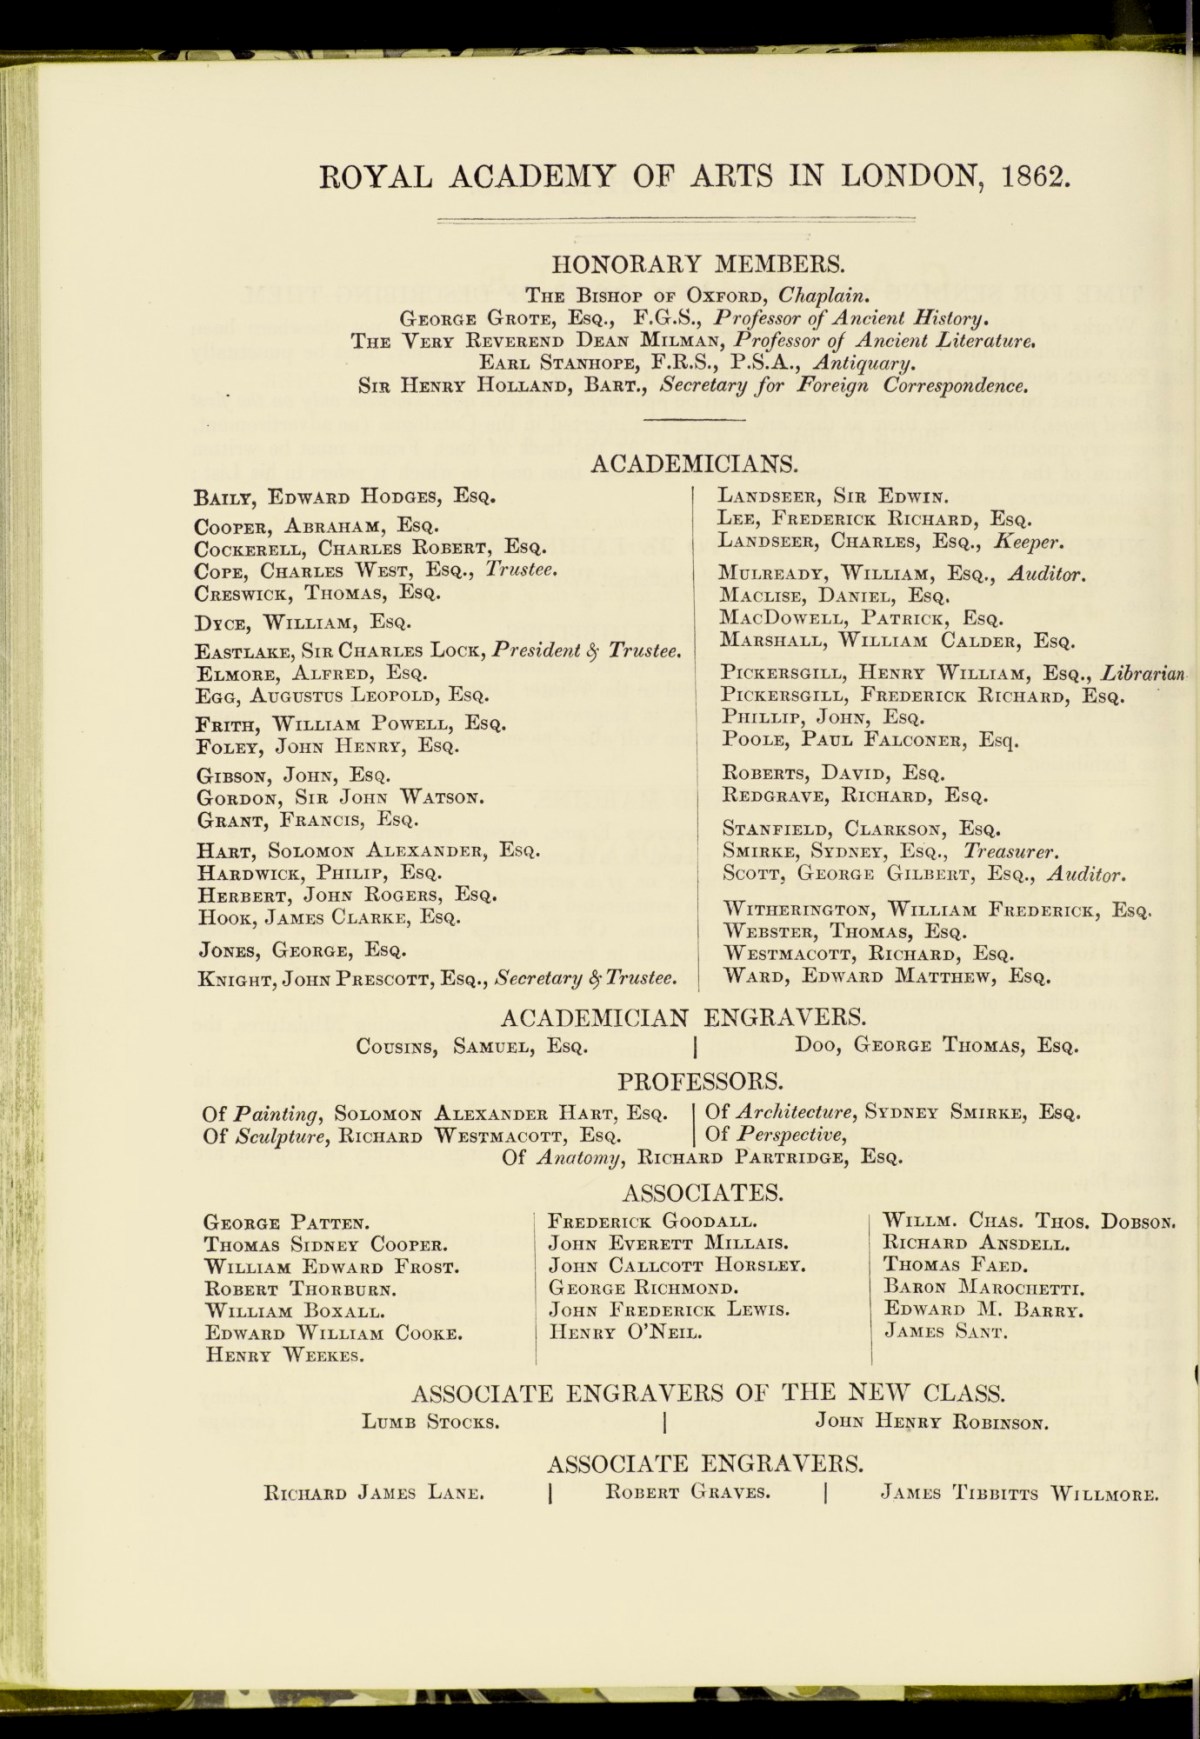 ROYAL ACADEMY OF ARTS IN LONDON, 1862.
HONORARY MEMBERS.
THE BISHOP OF OXFORD, Chaplain.
GEORGE GROTE, ESQ., F.G.S., Professor of Ancient History.
THE VERY REVEREND DEAN MILMAN, Professor of Ancient Literature.
EARL STANHOPE, F.R.S., P.S.A., Antiquary.
SIR HENRY HOLLAND, BART., Secretary for Foreign Correspondence.
ACADEMICIANS.
BAILY, EDWARD HODGES, ESQ.
COOPER, ABRAHAM, ESQ.
COCKERELL, CHARLES ROBERT, ESQ.
COPE, CHARLES WEST, ESQ., Trustee.
CRESWICK, THOMAS, ESQ.
DYCE, WILLIAM, ESQ.
EASTLAKE, SIR CHARLES LOCK, President & Trustee.
ELMORE, ALFRED, ESQ.
EGG, AUGUSTUS LEOPOLD, ESQ.
FRITH, WILLIAM POWELL, ESQ.
FOLEY, JOHN HENRY, ESQ.
GIBSON, JOHN, ESQ.
GORDON, SIR JOHN WATSON.
GRANT, FRANCIS, ESQ.
HART, SOLOMON ALEXANDER, ESQ.
HARDWICK, PHILIP, ESQ.
HERBERT, JOHN ROGERS, ESQ.
HOOK, JAMES CLARKE, ESQ.
JONES, GEORGE, ESQ.
KNIGHT, JOHN PRESCOTT, ESQ., Secretary & Trustee.
LANDSEER, SIR EDWIN.
LEE, FREDERICK RICHARD, ESQ.
LANDSEER, CHARLES, ESQ., Keeper.
MULREADY, WILLIAM, ESQ., Auditor.
MACLISE, DANIEL, ESQ.
MACDOWELL, PATRICK, ESQ.
MARSHALL, WILLIAM CALDER, ESQ.
PICKERSGILL, HENRY WILLIAM, ESQ., Librarian
PICKERSGILL, FREDERICK RICHARD, ESQ.
PHILLIP, JOHN, ESQ.
POOLE, PAUL FALCONER, Esq.
ROBERTS, DAVID, ESQ.
REDGRAVE, RICHARD, ESQ.
STANFIELD, CLARKSON, ESQ.
SMIRKE, SYDNEY, ESQ., Treasurer.
SCOTT, GEORGE GILBERT, ESQ., Auditor.
WITHERINGTON, WILLIAM FREDERICK, ESQ.
WEBSTER, THOMAS, ESQ.
WESTMACOTT, RICHARD, ESQ.
WARD, EDWARD MATTHEW, ESQ.
ACADEMICIAN ENGRAVERS.
COUSINS, SAMUEL, ESQ. | DOO, GEORGE THOMAS, ESQ.
PROFESSORS.
Of Painting, SOLOMON ALEXANDER HART, ESQ. | Of Architecture, SYDNEY SMIRKE, ESQ.
Of Sculpture, RICHARD WESTMACOTT, ESQ. | Of Perspective,
Of Anatomy, RICHARD PARTRIDGE, ESQ.
ASSOCIATES.
GEORGE PATTEN.
THOMAS SIDNEY COOPER.
WILLIAM EDWARD FROST.
ROBERT THORBURN.
WILLIAM BOXALL.
EDWARD WILLIAM COOKE.
HENRY WEEKES.
FREDERICK GOODALL.
JOHN EVERETT MILLAIS.
JOHN CALLCOTT HORSLEY.
GEORGE RICHMOND.
JOHN FREDERICK LEWIS.
HENRY O'NEIL.
WILLM. CHAS. THOS. DOBSON.
RICHARD ANSDELL.
THOMAS FAED.
BARON MAROCHETTI.
EDWARD M. BARRY.
JAMES SANT.
ASSOCIATE ENGRAVERS OF THE NEW CLASS.
LUMB STOCKS. | JOHN HENRY ROBINSON.
ASSOCIATE ENGRAVERS.
RICHARD JAMES LANE. | ROBERT GRAVES. | JAMES TIBBITTS WILLMORE.